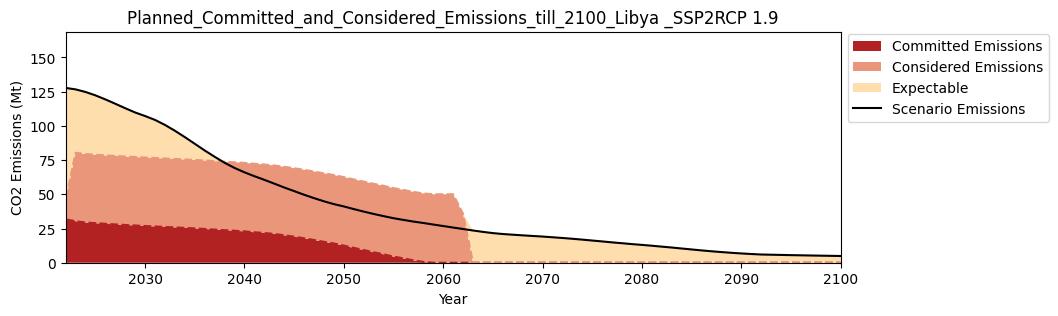 Planned_Committed_and_Considered_Emissions_till_2100_Libya _SSP2RCP 1.9
Committed Emissions
Considered Emissions
Expectable
Scenario Emissions
CO2 Emissions (Mt)
150
125
100
75
50
25
0
2030 2040 2050 2060 2070 2080 2090 2100
Year